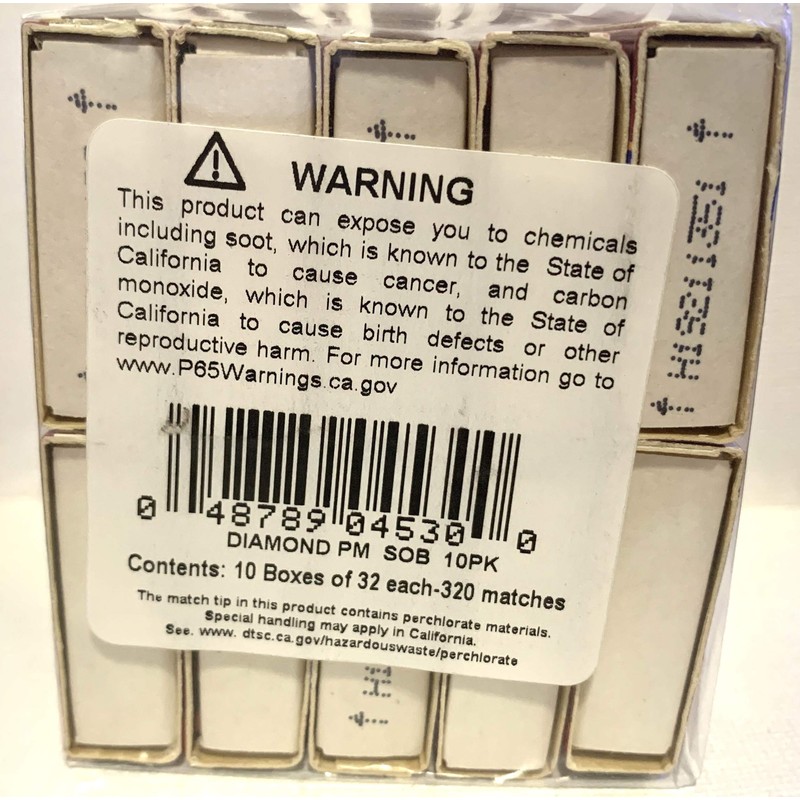 WARNING
This product can expose you to chemicals
including soot, which is known to the State of
California to cause cancer, and carbon
monoxide, which is known to the State of
California to cause birth defects or other
reproductive harm. For more information go to
www.P65Warnings.ca.gov
0 48789 04530 0
DIAMOND PM SOB 10PK
Contents: 10 Boxes of 32 each-320 matches
The match tip in this product contains perchlorate materials.
Special handling may apply in California.
See. www. dtsc.ca.gov/hazardouswaste/perchlorate